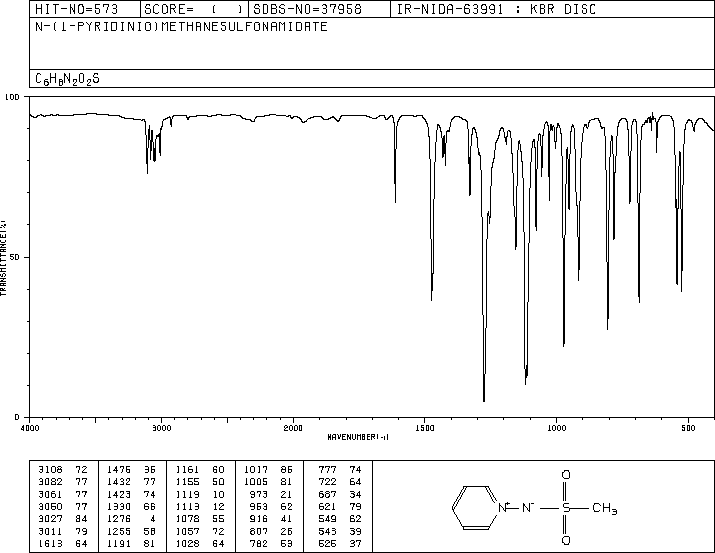 HIT-NO=573 SCORE= ( ) SDBS-NO=37958 IR-NIDA-63991 : KBR DISC
N-(1-PYRIDINIO)METHANESULFONAMIDATE
C6H8N2O2S
100
50
0
TRANSMITTANCE(%)
4000 3000 2000 1500 1000 500
WAVENUMBER(-1)
3108 72 1476 36 1161 60 1017 86 777 74
3082 77 1432 77 1155 50 1005 81 722 64
3061 77 1423 74 1119 10 973 21 687 34
3050 77 1330 66 1113 12 953 62 621 79
3027 84 1276 4 1078 55 916 41 549 62
3011 79 1255 58 1057 72 807 26 543 39
1613 64 1191 81 1028 64 782 53 526 37
O
N+ N- S CH3
O